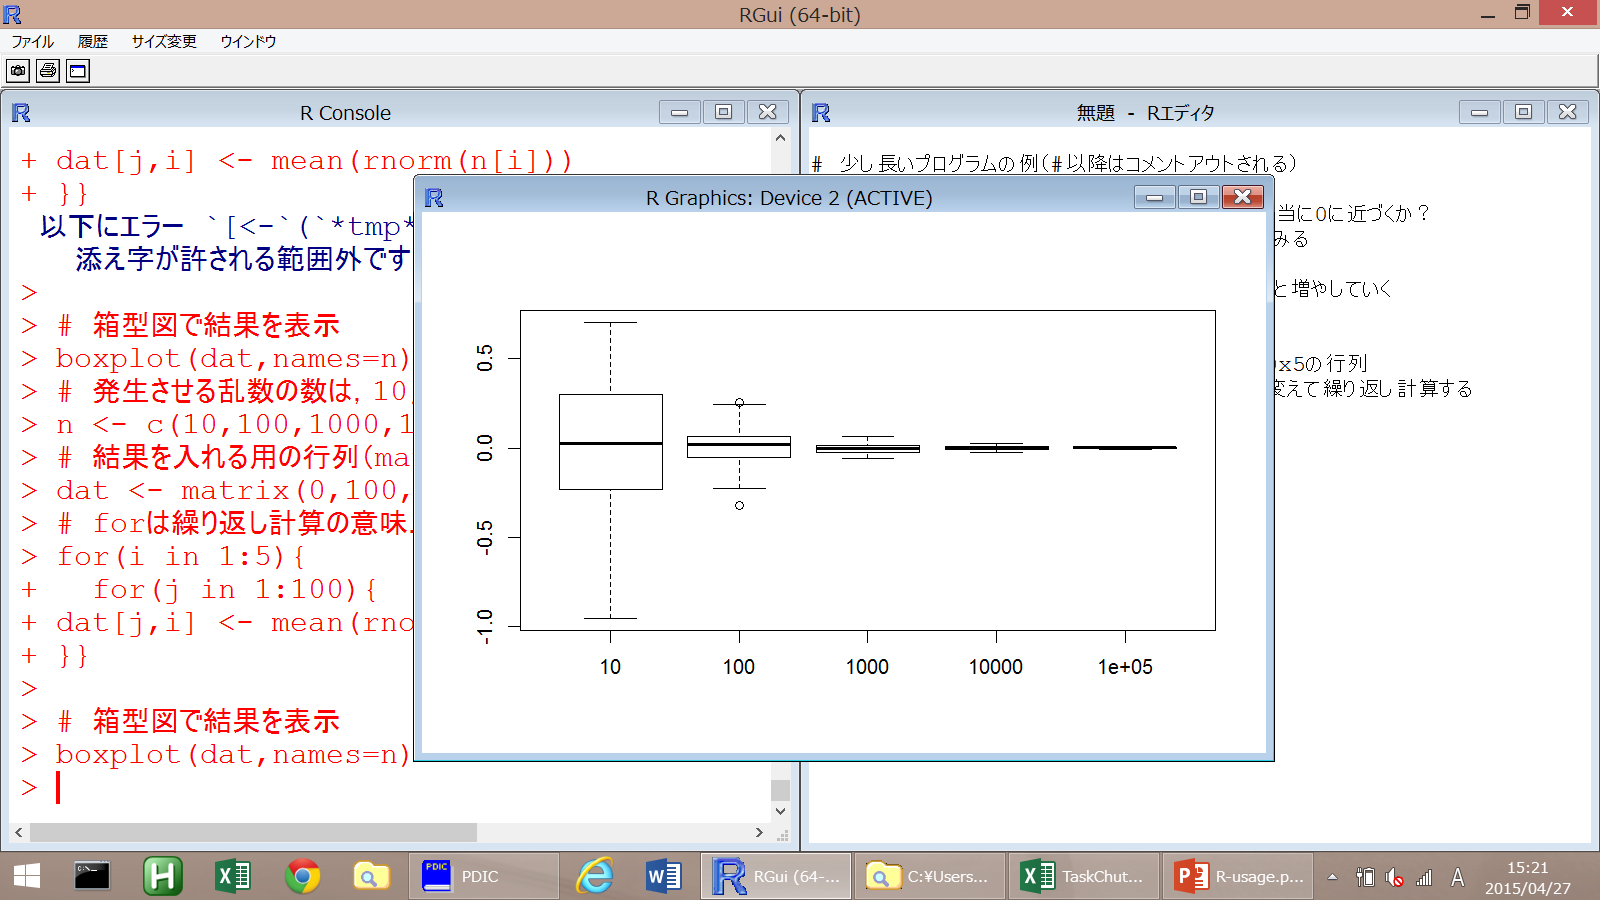 RGui (64-bit)
ファイル 履歴 サイズ変更 ウインドウ
R Console
+ dat[j,i] <- mean(rnorm(n[i]))
+ }}
以下にエラー `[<-`(`*tmp*
添え字が許される範囲外です
>
> # 箱型図で結果を表示
> boxplot(dat,names=n)
> # 発生させる乱数の数は，10
> n <- c(10,100,1000,1
> # 結果を入れる用の行列(ma
> dat <- matrix(0,100,
> # forは繰り返し計算の意味.
> for(i in 1:5){
+   for(j in 1:100){
+ dat[j,i] <- mean(rno
+ }}
>
> # 箱型図で結果を表示
> boxplot(dat,names=n)
>
無題 - Rエディタ
# 少し長いプログラムの例(#以降はコメントアウトされる)
当に0に近づくか？
みる
と増やしていく
x5の行列
変えて繰り返し計算する
R Graphics: Device 2 (ACTIVE)
0.5
0.0
-0.5
-1.0
10 100 1000 10000 1e+05
PDIC
PDIC
RGui (64-...
C:¥Users...
TaskChut...
R-usage.p...
A
15:21
2015/04/27